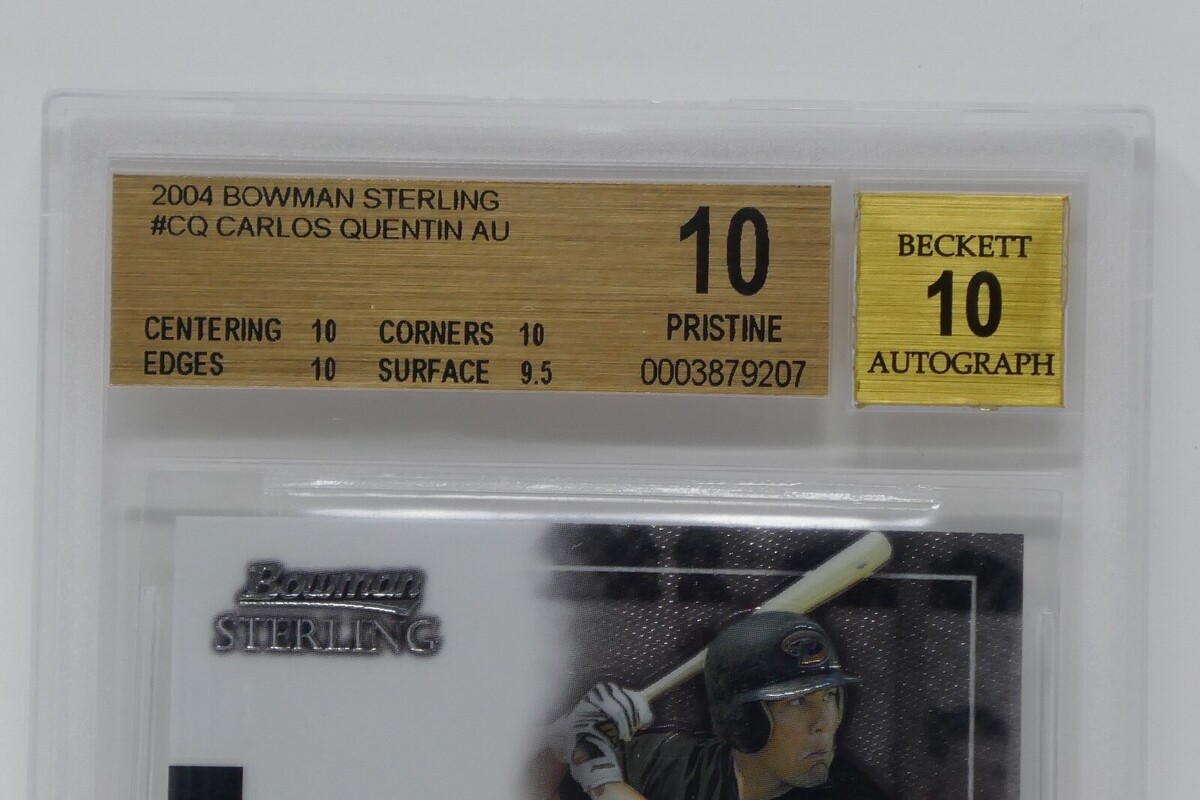 2004 BOWMAN STERLING
#CQ CARLOS QUENTIN AU
10
PRISTINE
CENTERING 10 CORNERS 10
EDGES 10 SURFACE 9.5
0003879207
BECKETT
10
AUTOGRAPH
Bowman
STERLING